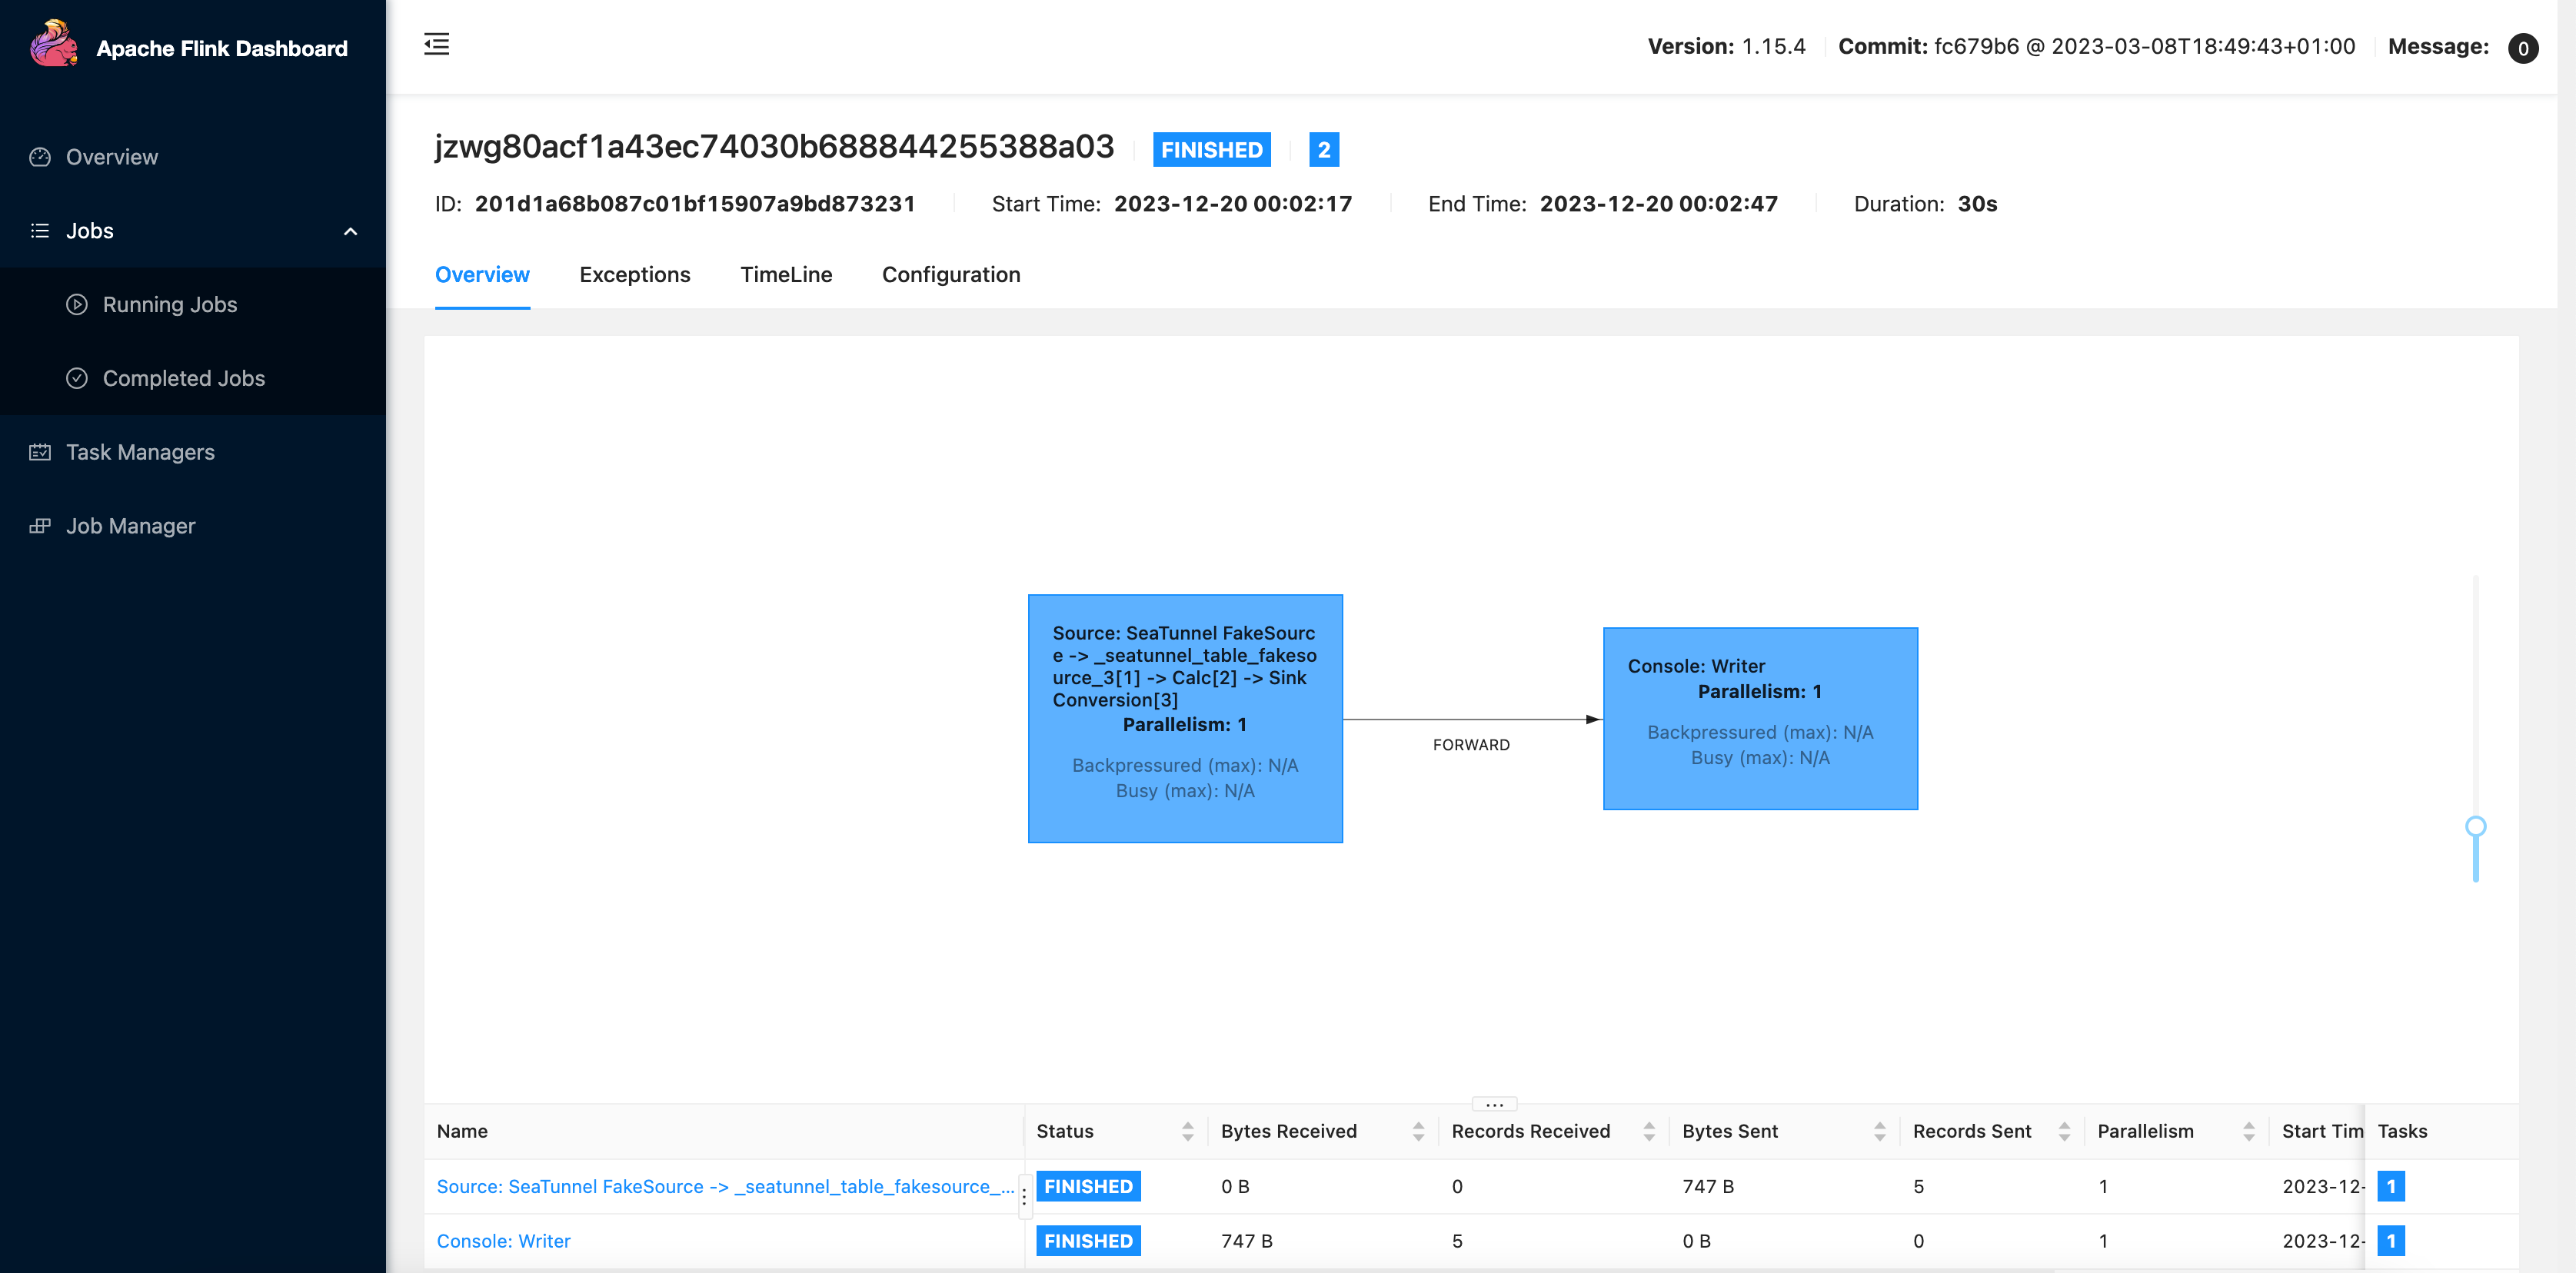 Apache Flink Dashboard
Version: 1.15.4 Commit: fc679b6 @ 2023-03-08T18:49:43+01:00 Message: 0
Overview
Jobs
Running Jobs
Completed Jobs
Task Managers
Job Manager
jzwg80acf1a43ec74030b688844255388a03 FINISHED 2
ID: 201d1a68b087c01bf15907a9bd873231 Start Time: 2023-12-20 00:02:17 End Time: 2023-12-20 00:02:47 Duration: 30s
Overview Exceptions TimeLine Configuration
Source: SeaTunnel FakeSourc
e -> _seatunnel_table_fakeso
urce_3[1] -> Calc[2] -> Sink
Conversion[3]
Parallelism: 1
Backpressured (max): N/A
Busy (max): N/A
FORWARD
Console: Writer
Parallelism: 1
Backpressured (max): N/A
Busy (max): N/A
Name Status Bytes Received Records Received Bytes Sent Records Sent Parallelism Start Tim Tasks
Source: SeaTunnel FakeSource -> _seatunnel_table_fakesource_... FINISHED 0 B 0 747 B 5 1 2023-12- 1
Console: Writer FINISHED 747 B 5 0 B 0 1 2023-12- 1